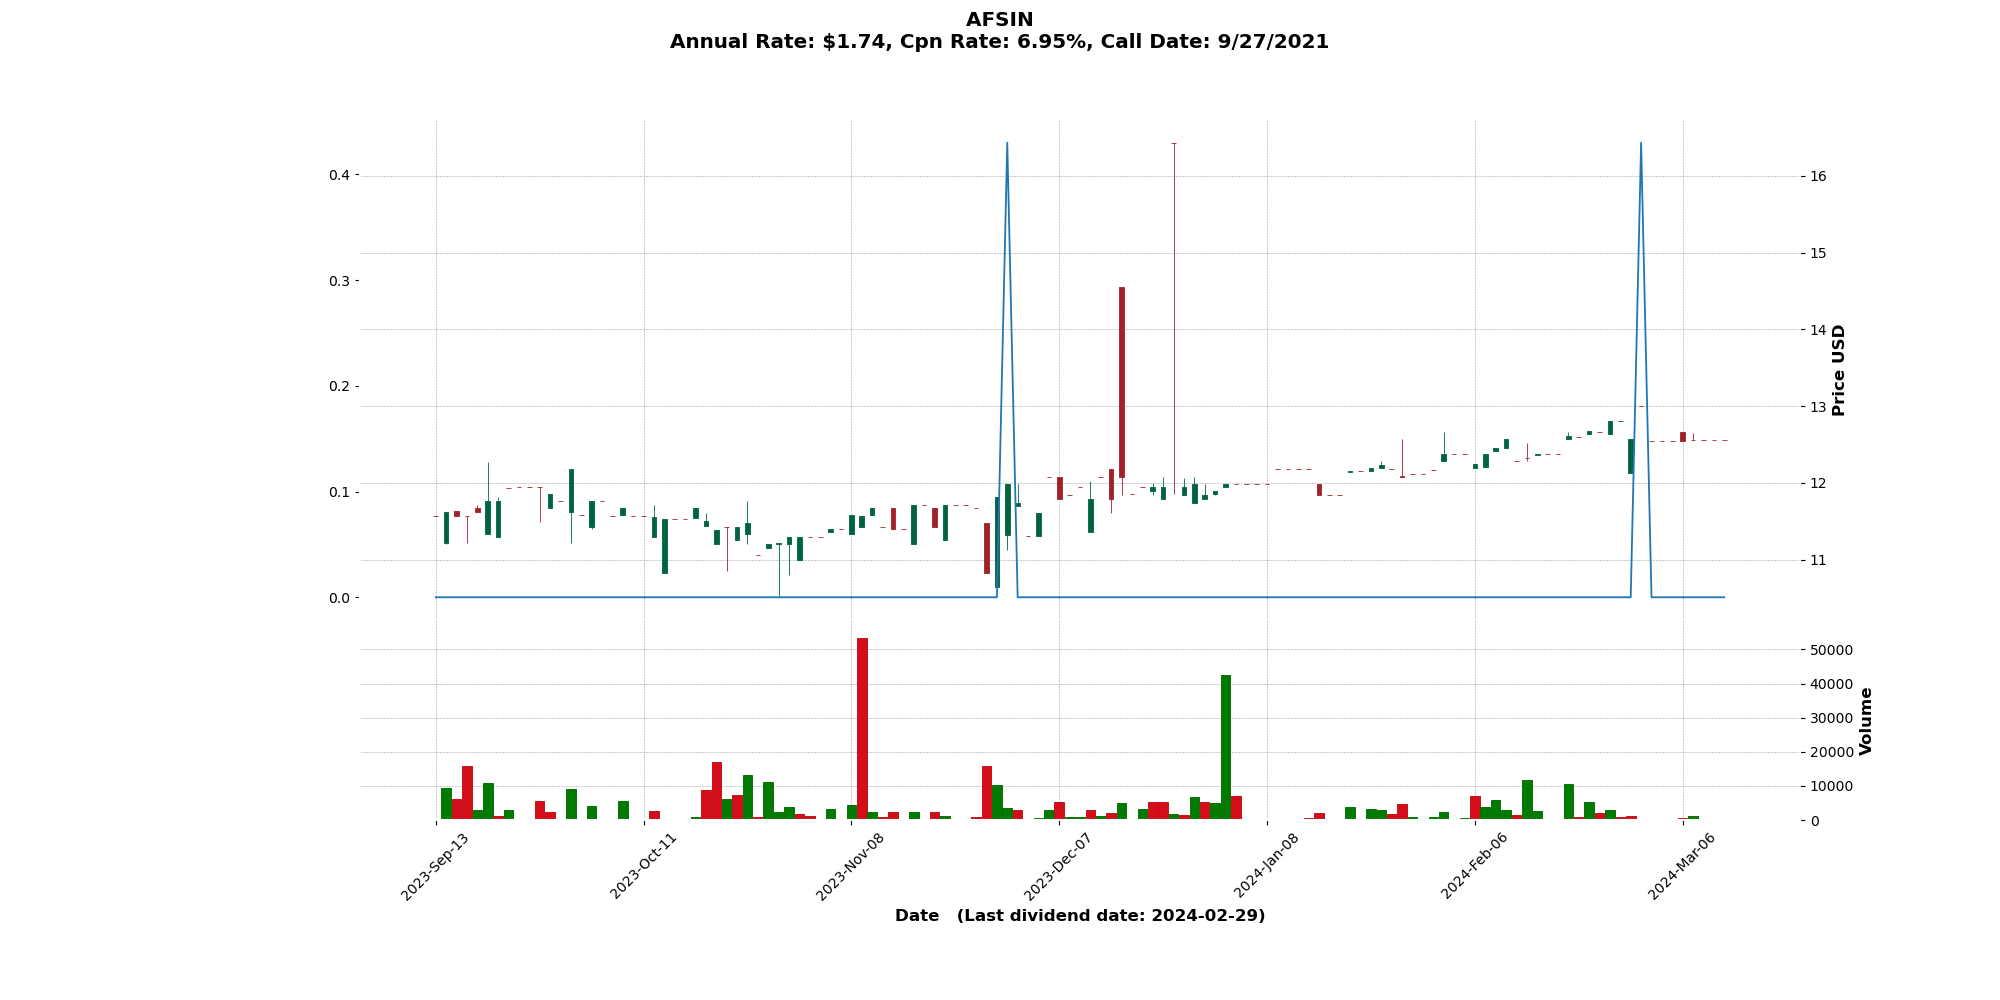 AFSIN
Annual Rate: $1.74, Cpn Rate: 6.95%, Call Date: 9/27/2021
0.4
0.3
0.2
0.1
0.0
16
15
14
13
12
11
Price USD
50000
40000
30000
20000
10000
0
Volume
2023-Sep-13
2023-Oct-11
2023-Nov-08
2023-Dec-07
2024-Jan-08
2024-Feb-06
2024-Mar-06
Date   (Last dividend date: 2024-02-29)